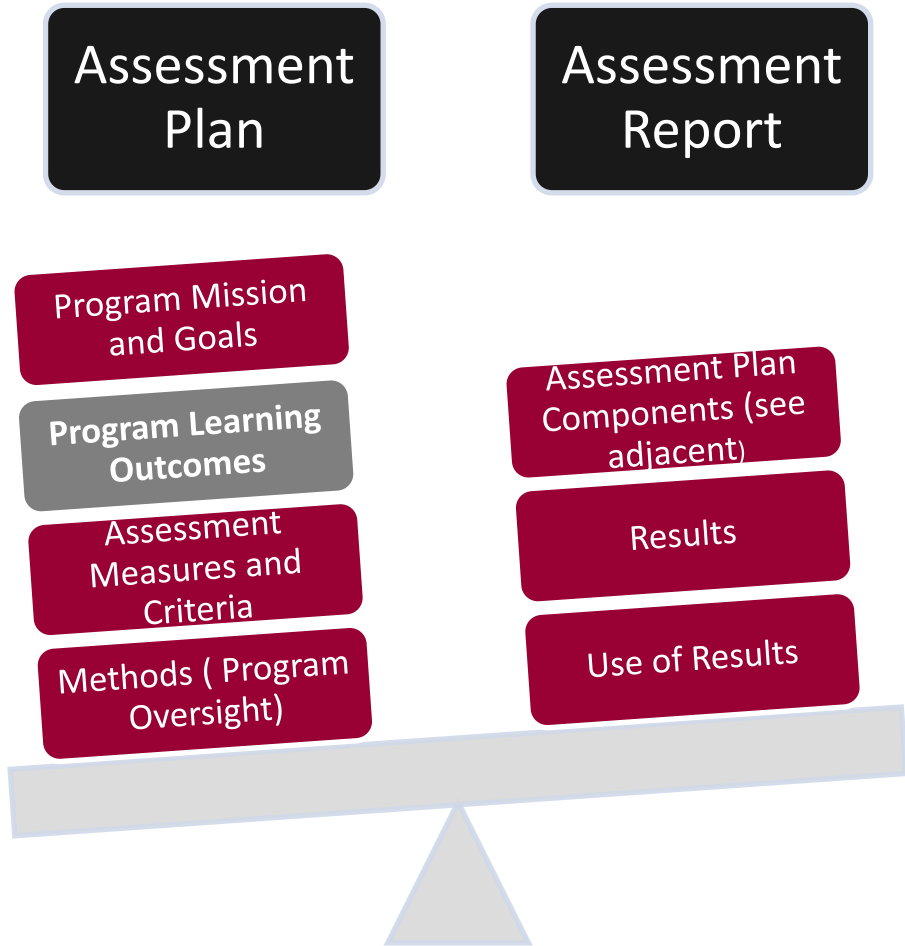 Assessment
Plan
Assessment
Report
Program Mission
and Goals
Program Learning
Outcomes
Assessment
Measures and
Criteria
Methods ( Program
Oversight)
Assessment Plan
Components (see
adjacent)
Results
Use of Results